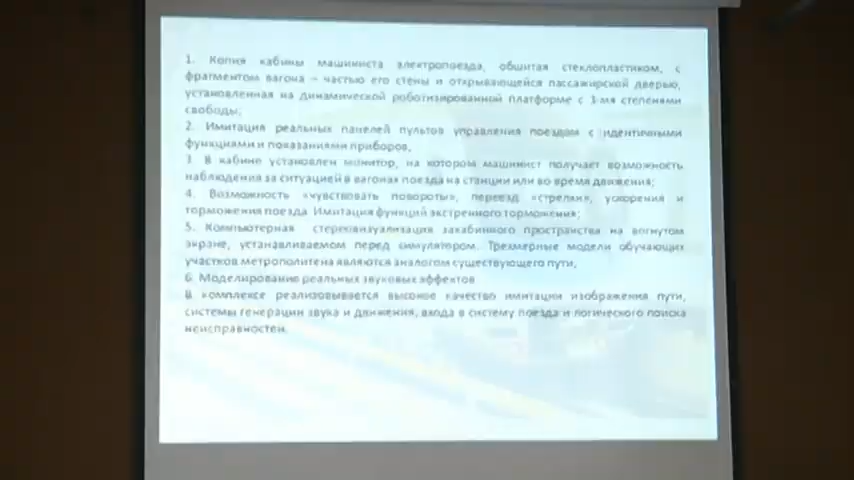 1. Копия кабины машиниста электропоезда, обшитая стеклопластиком, с
фрагментом вагона – частью его стены и открывающейся пассажирской дверью,
установленная на динамической роботизированной платформе с 3-мя степенями
свободы;
2. Имитация реальных панелей пультов управления поездом с идентичными
функциями и показаниями приборов;
3. В кабине установлен монитор, на котором машинист получает возможность
наблюдения за ситуацией в вагонах поезда на станции или во время движения;
4. Возможность «чувствовать повороты», переезд «стрелки», ускорения и
торможения поезда. Имитация функций экстренного торможения;
5. Компьютерная стереовизуализация закабинного пространства на вогнутом
экране, устанавливаемом перед симулятором. Трехмерные модели обучающих
участков метрополитена являются аналогом существующего пути;
6. Моделирование реальных звуковых эффектов
В комплексе реализовывается высокое качество имитации изображения пути,
системы генерации звука и движения, входа в систему поезда и логического поиска
неисправностей.